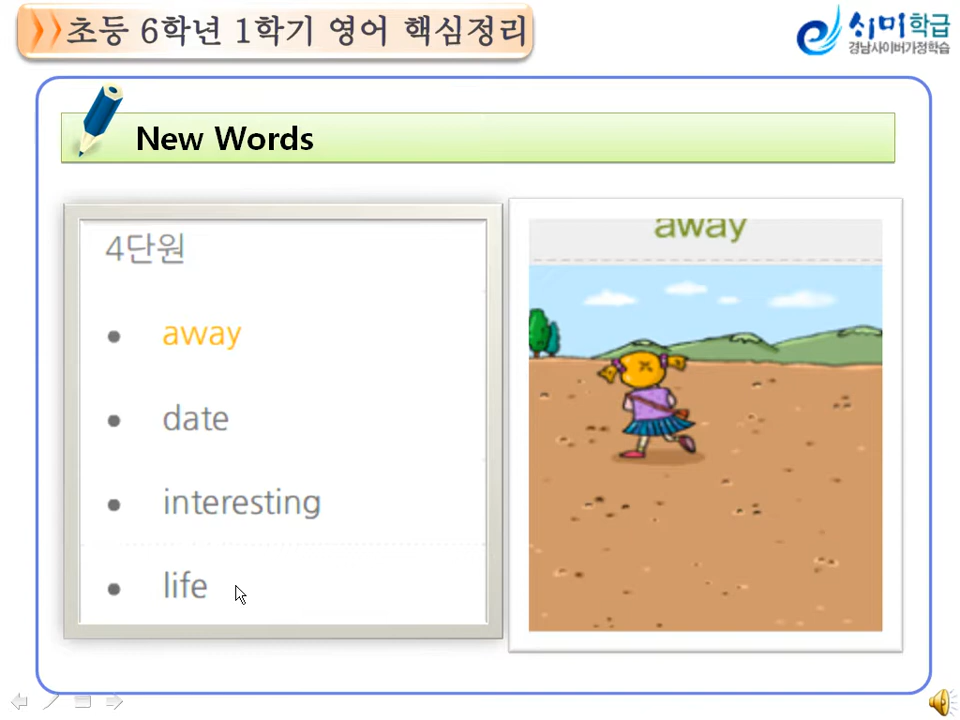 초등 6학년 1학기 영어 핵심정리
쉬미학급
경남사이버가정학습
New Words
4단원
away
• away
• date
• interesting
• life